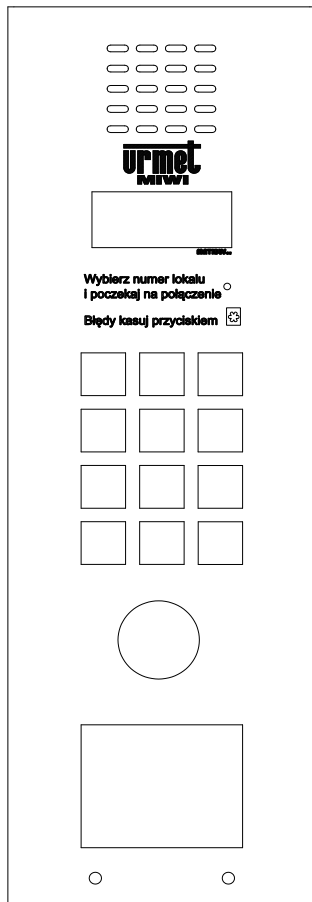 urmet
MIWI
Wybierz numer lokalu
i poczekaj na połączenie
Błędy kasuj przyciskiem